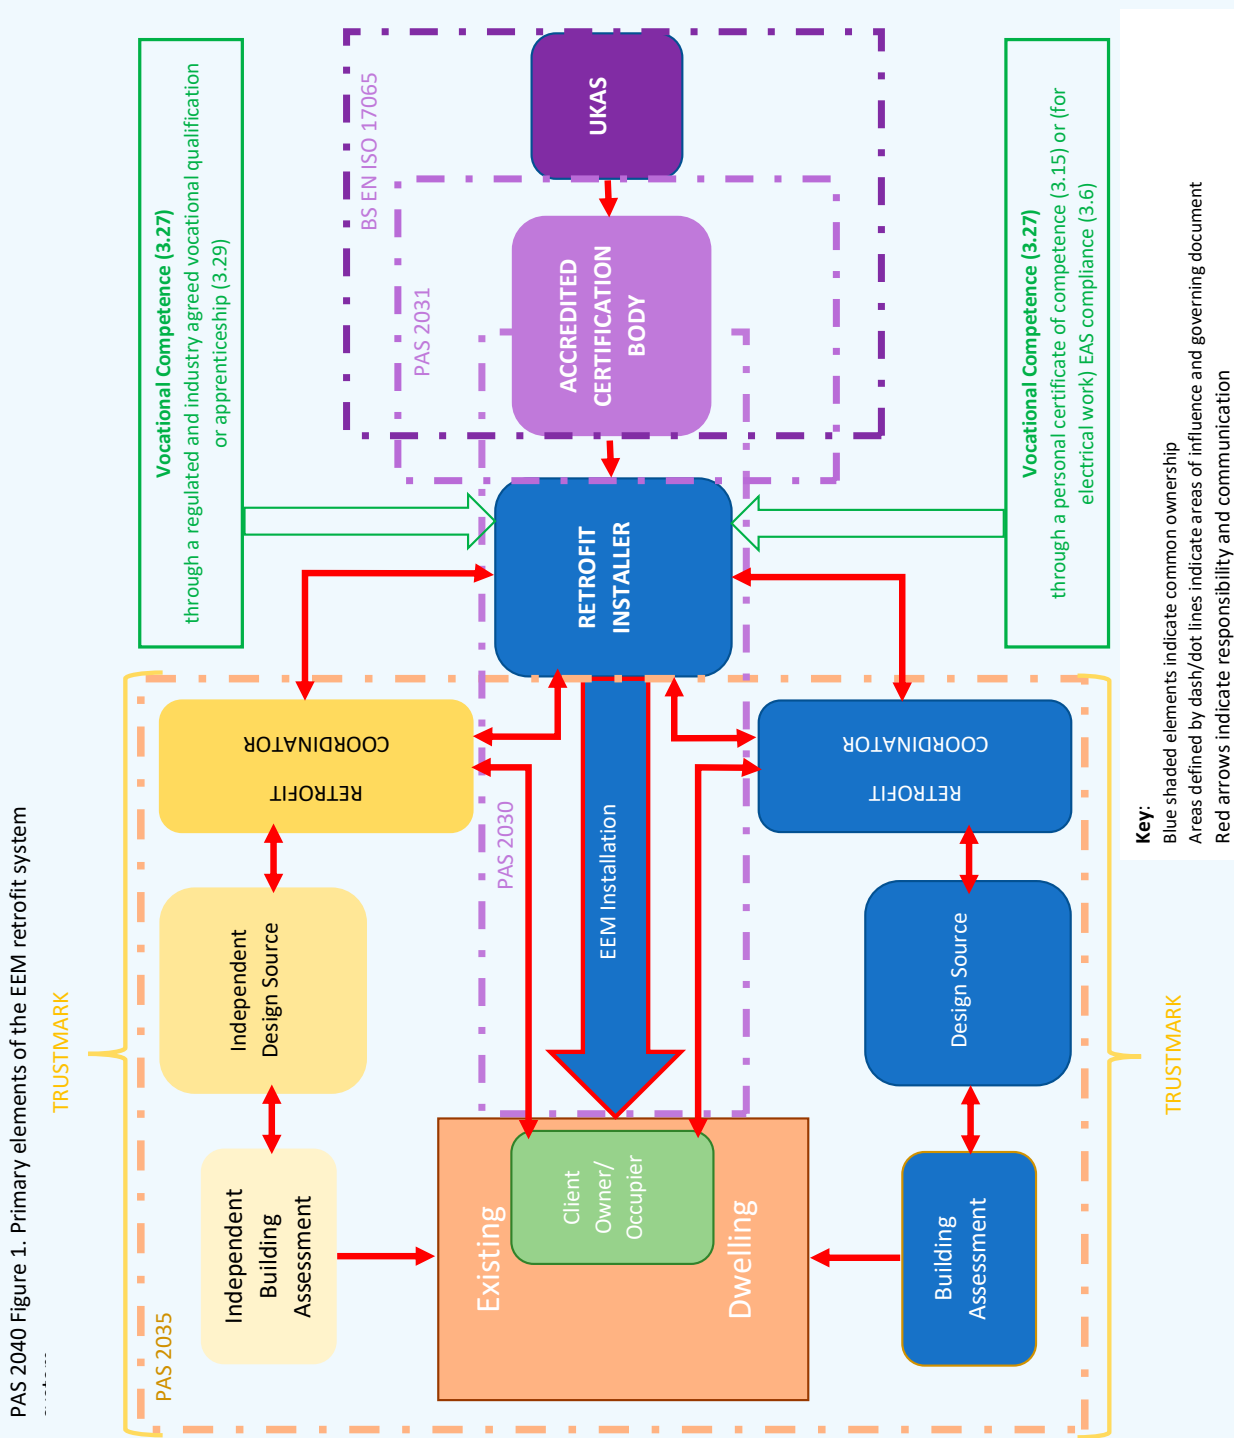 PAS 2040 Figure 1. Primary elements of the EEM retrofit system
TRUSTMARK
PAS 2035
Independent
Building
Assessment
Independent
Design Source
RETROFIT
COORDINATOR
Vocational Competence (3.27)
through a regulated and industry agreed vocational qualification
or apprenticeship (3.29)
Existing
Dwelling
Client
Owner/
Occupier
PAS 2030
EEM Installation
RETROFIT
INSTALLER
PAS 2031
ACCREDITED
CERTIFICATION
BODY
BS EN ISO 17065
UKAS
Building
Assessment
Design Source
RETROFIT
COORDINATOR
Vocational Competence (3.27)
through a personal certificate of competence (3.15) or (for
electrical work) EAS compliance (3.6)
TRUSTMARK
Key:
Blue shaded elements indicate common ownership
Areas defined by dash/dot lines indicate areas of influence and governing document
Red arrows indicate responsibility and communication